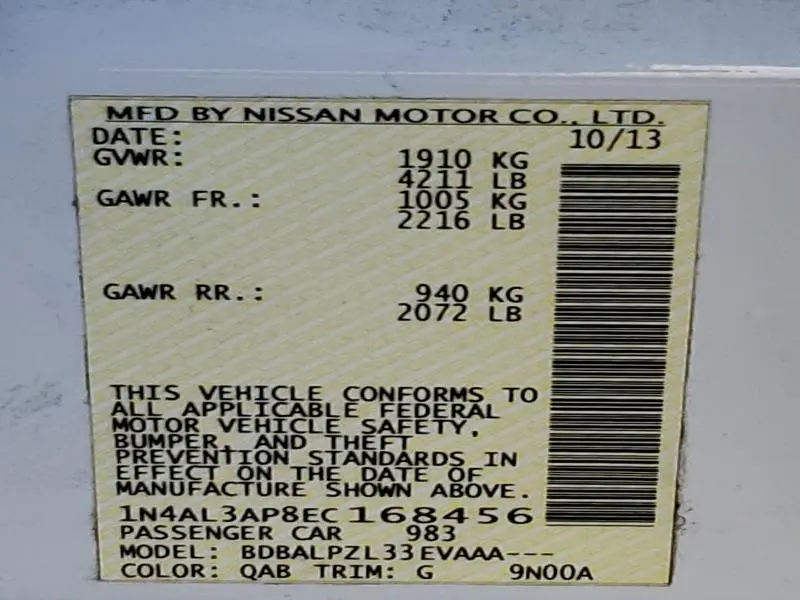 MFD BY NISSAN MOTOR CO., LTD.
DATE: 10/13
GVWR: 1910 KG
4211 LB
GAWR FR.: 1005 KG
2216 LB
GAWR RR.: 940 KG
2072 LB
THIS VEHICLE CONFORMS TO
ALL APPLICABLE FEDERAL
MOTOR VEHICLE SAFETY,
BUMPER, AND THEFT
PREVENTION STANDARDS IN
EFFECT ON THE DATE OF
MANUFACTURE SHOWN ABOVE.
1N4AL3AP8EC168456
PASSENGER CAR 983
MODEL: BDBALPZL33EVAAA---
COLOR: QAB TRIM: G 9N00A